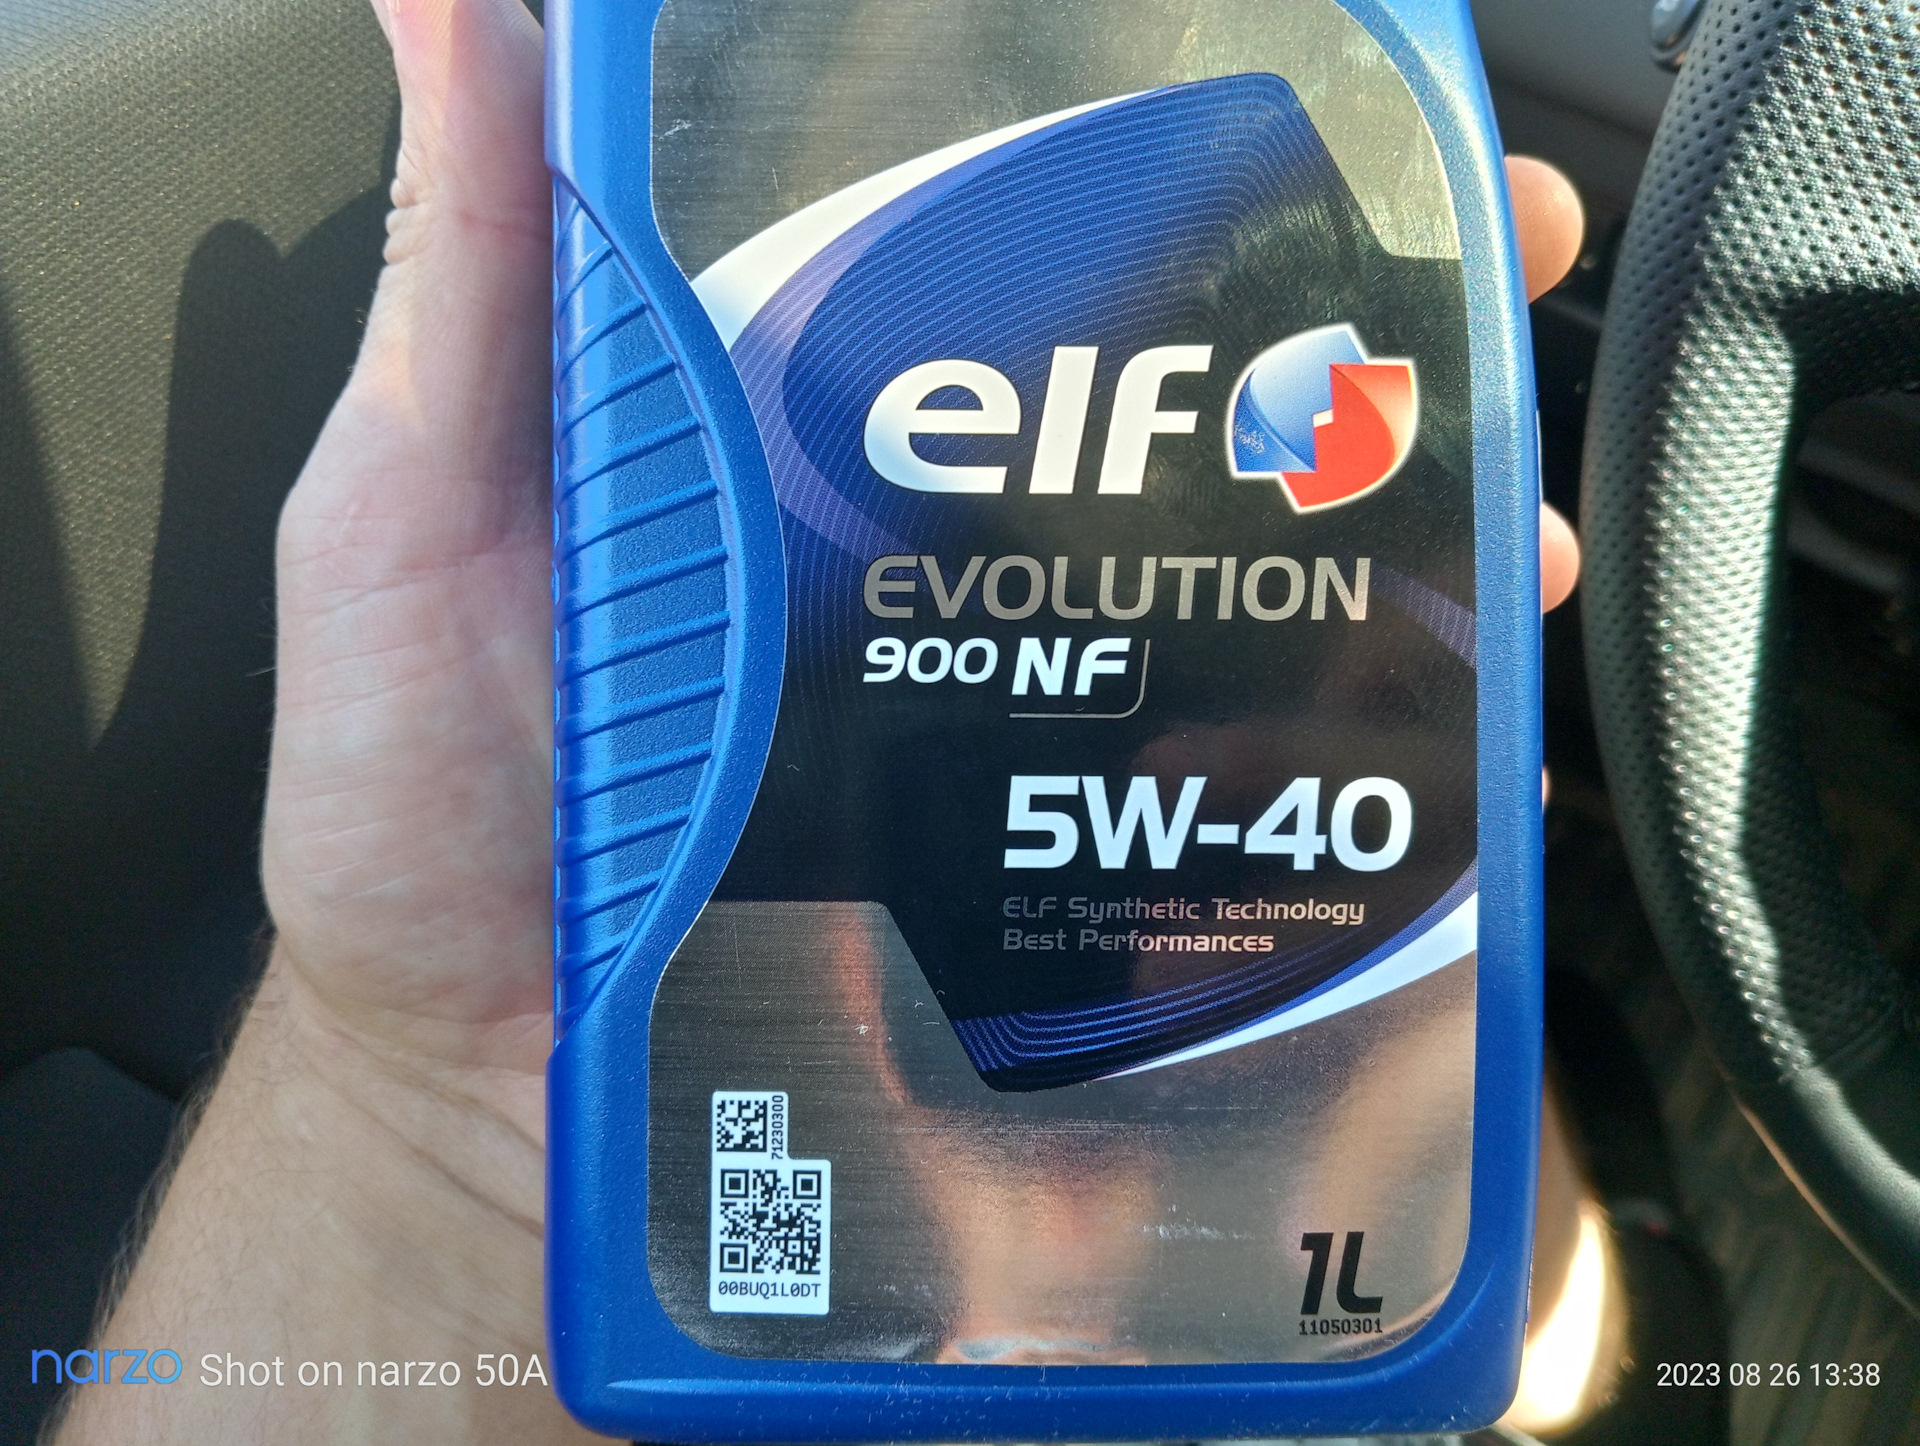 elf
EVOLUTION
900 NF
5W-40
ELF Synthetic Technology
Best Performances
71230300
00BUQ1L0DT
1L
11050301
narzo Shot on narzo 50A
2023 08 26 13:38